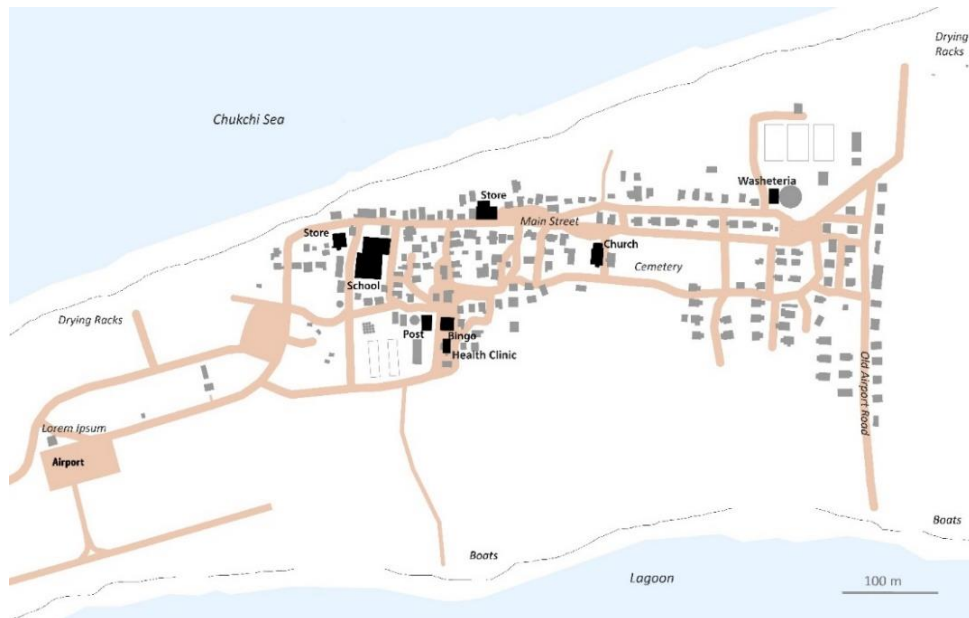 Drying
Racks
Chukchi Sea
Washeteria
Store
Main Street
Store
Church
Cemetery
School
Drying Racks
Post
Bingo
Health Clinic
Old Airport Road
Lorem Ipsum
Airport
Boats
Boats
Lagoon
100 m